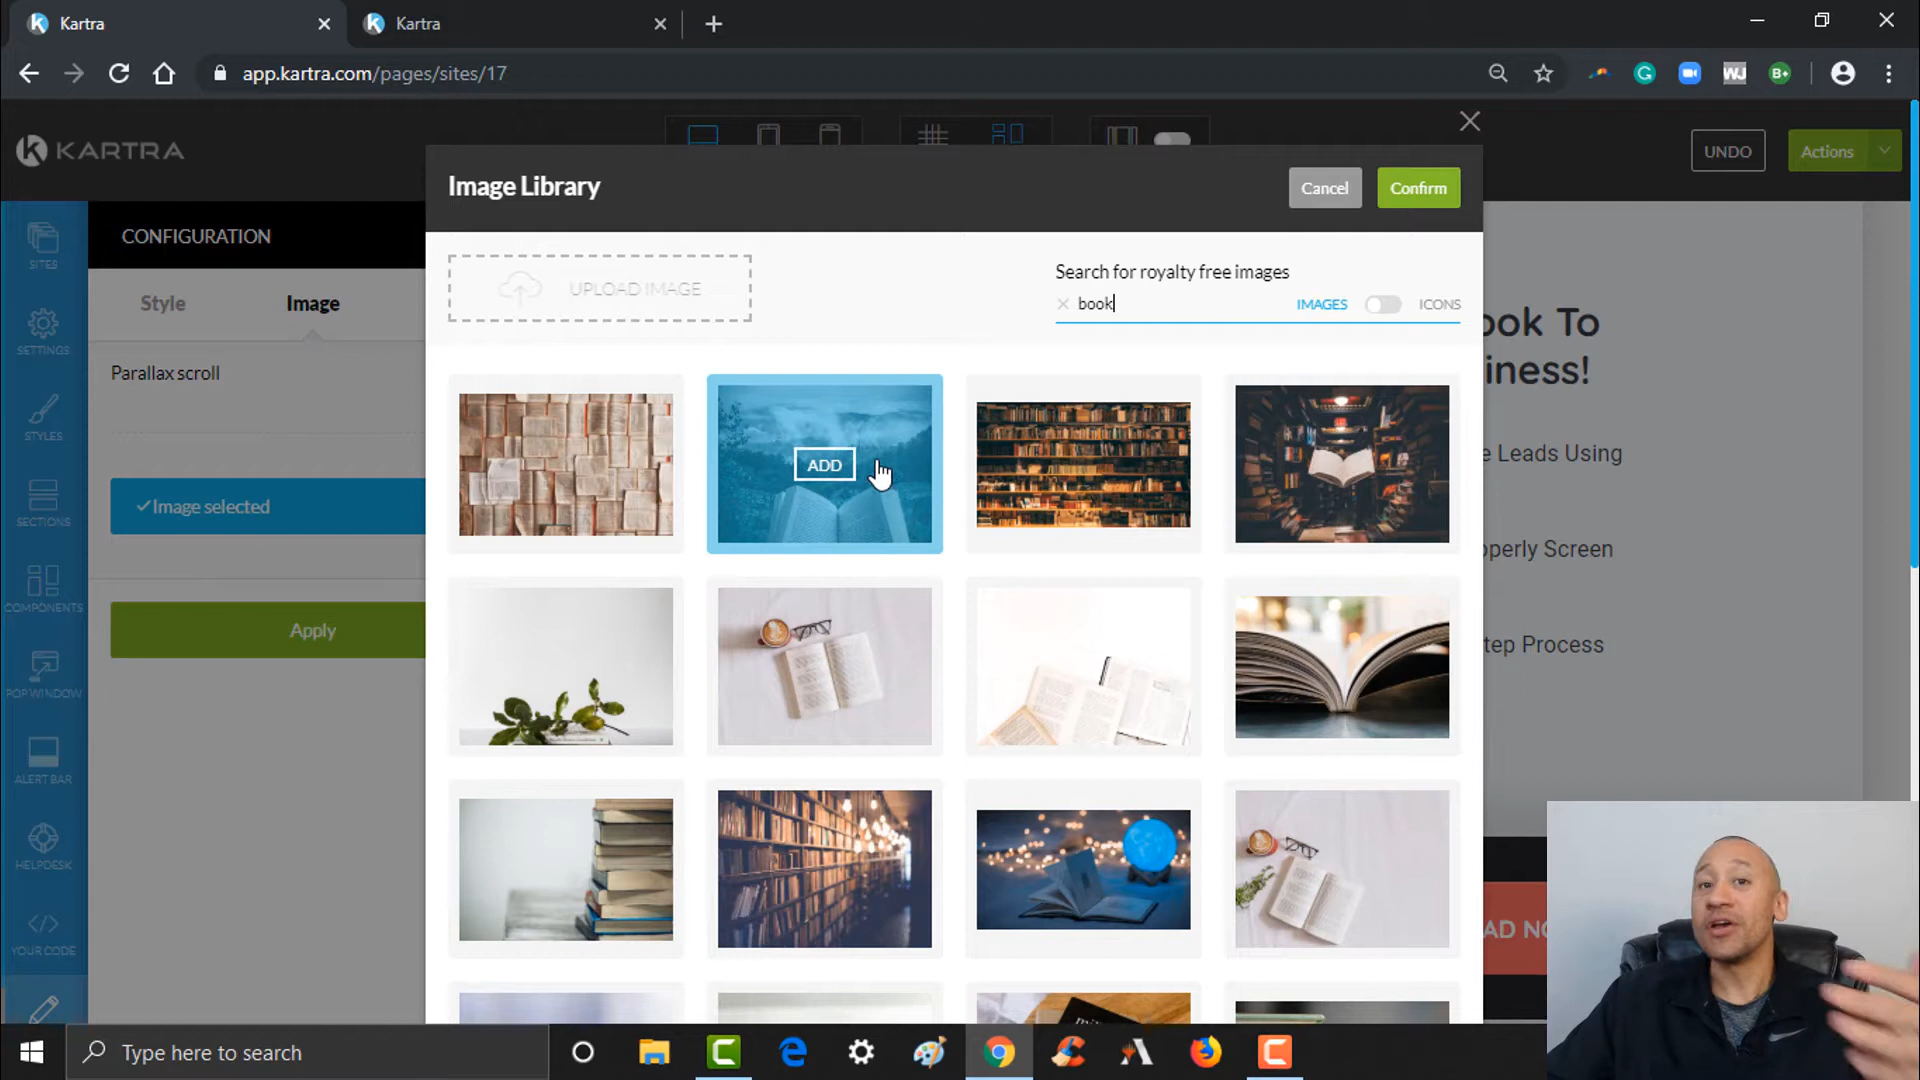 Kartra
Kartra
app.kartra.com/pages/sites/17
WJ
B+
KARTRA
UNDO
Actions
Image Library
Cancel
Confirm
SITES
CONFIGURATION
UPLOAD IMAGE
Search for royalty free images
book
IMAGES
ICONS
Style
Image
SETTINGS
ook To
iness!
Parallax scroll
STYLES
e Leads Using
ADD
SECTIONS
Image selected
operly Screen
COMPONENTS
Apply
tep Process
POP WINDOW
ALERT BAR
HELPDESK
YOUR CODE
AD NO
Type here to search